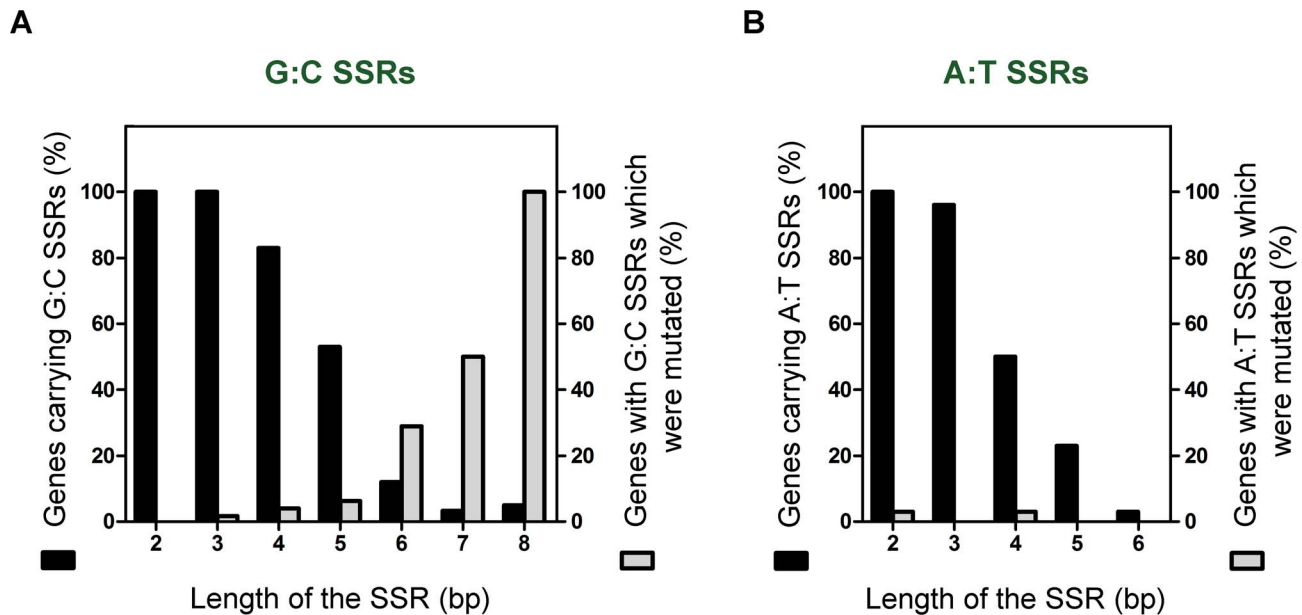 A
G:C SSRs
Genes carrying G:C SSRs (%)
100
80
60
40
20
0
2 3 4 5 6 7 8
100
80
60
40
20
0
Genes with G:C SSRs which
were mutated (%)
Length of the SSR (bp)
B
A:T SSRs
Genes carrying A:T SSRs (%)
100
80
60
40
20
0
2 3 4 5 6
100
80
60
40
20
0
Genes with A:T SSRs which
were mutated (%)
Length of the SSR (bp)